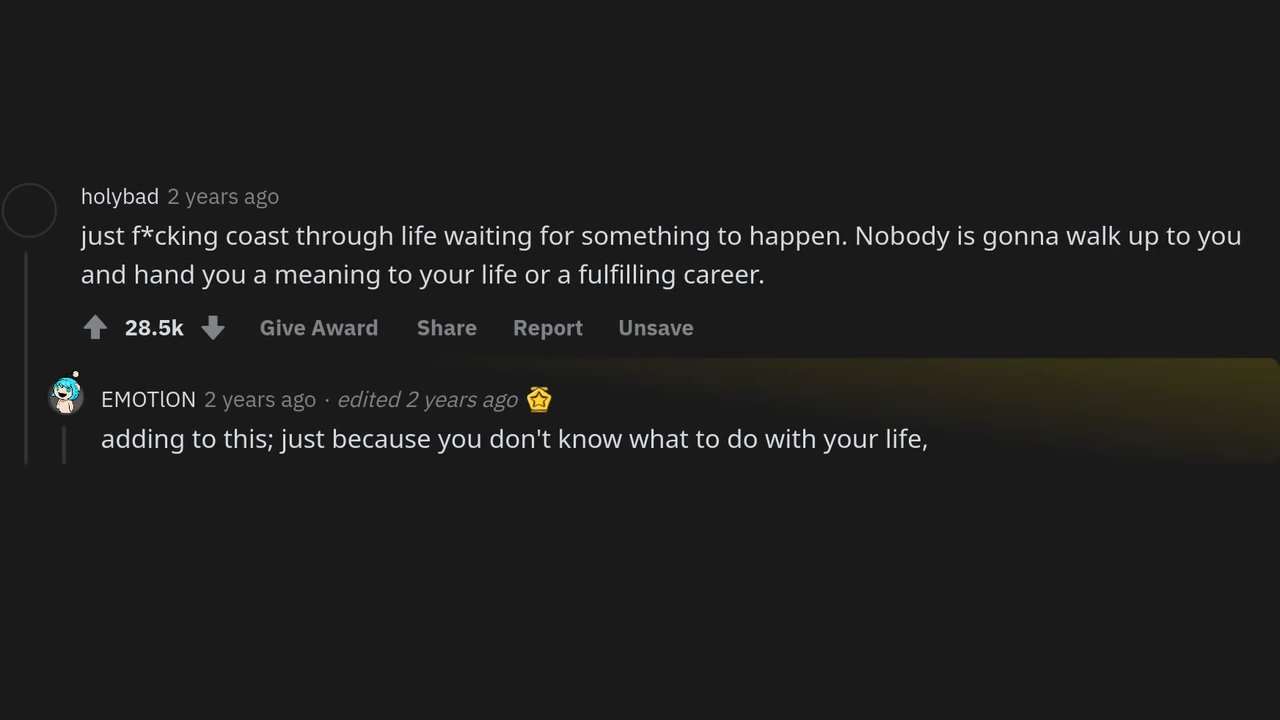 holybad 2 years ago
just f*cking coast through life waiting for something to happen. Nobody is gonna walk up to you
and hand you a meaning to your life or a fulfilling career.
28.5k Give Award Share Report Unsave
EMOTlON 2 years ago · edited 2 years ago
adding to this; just because you don't know what to do with your life,